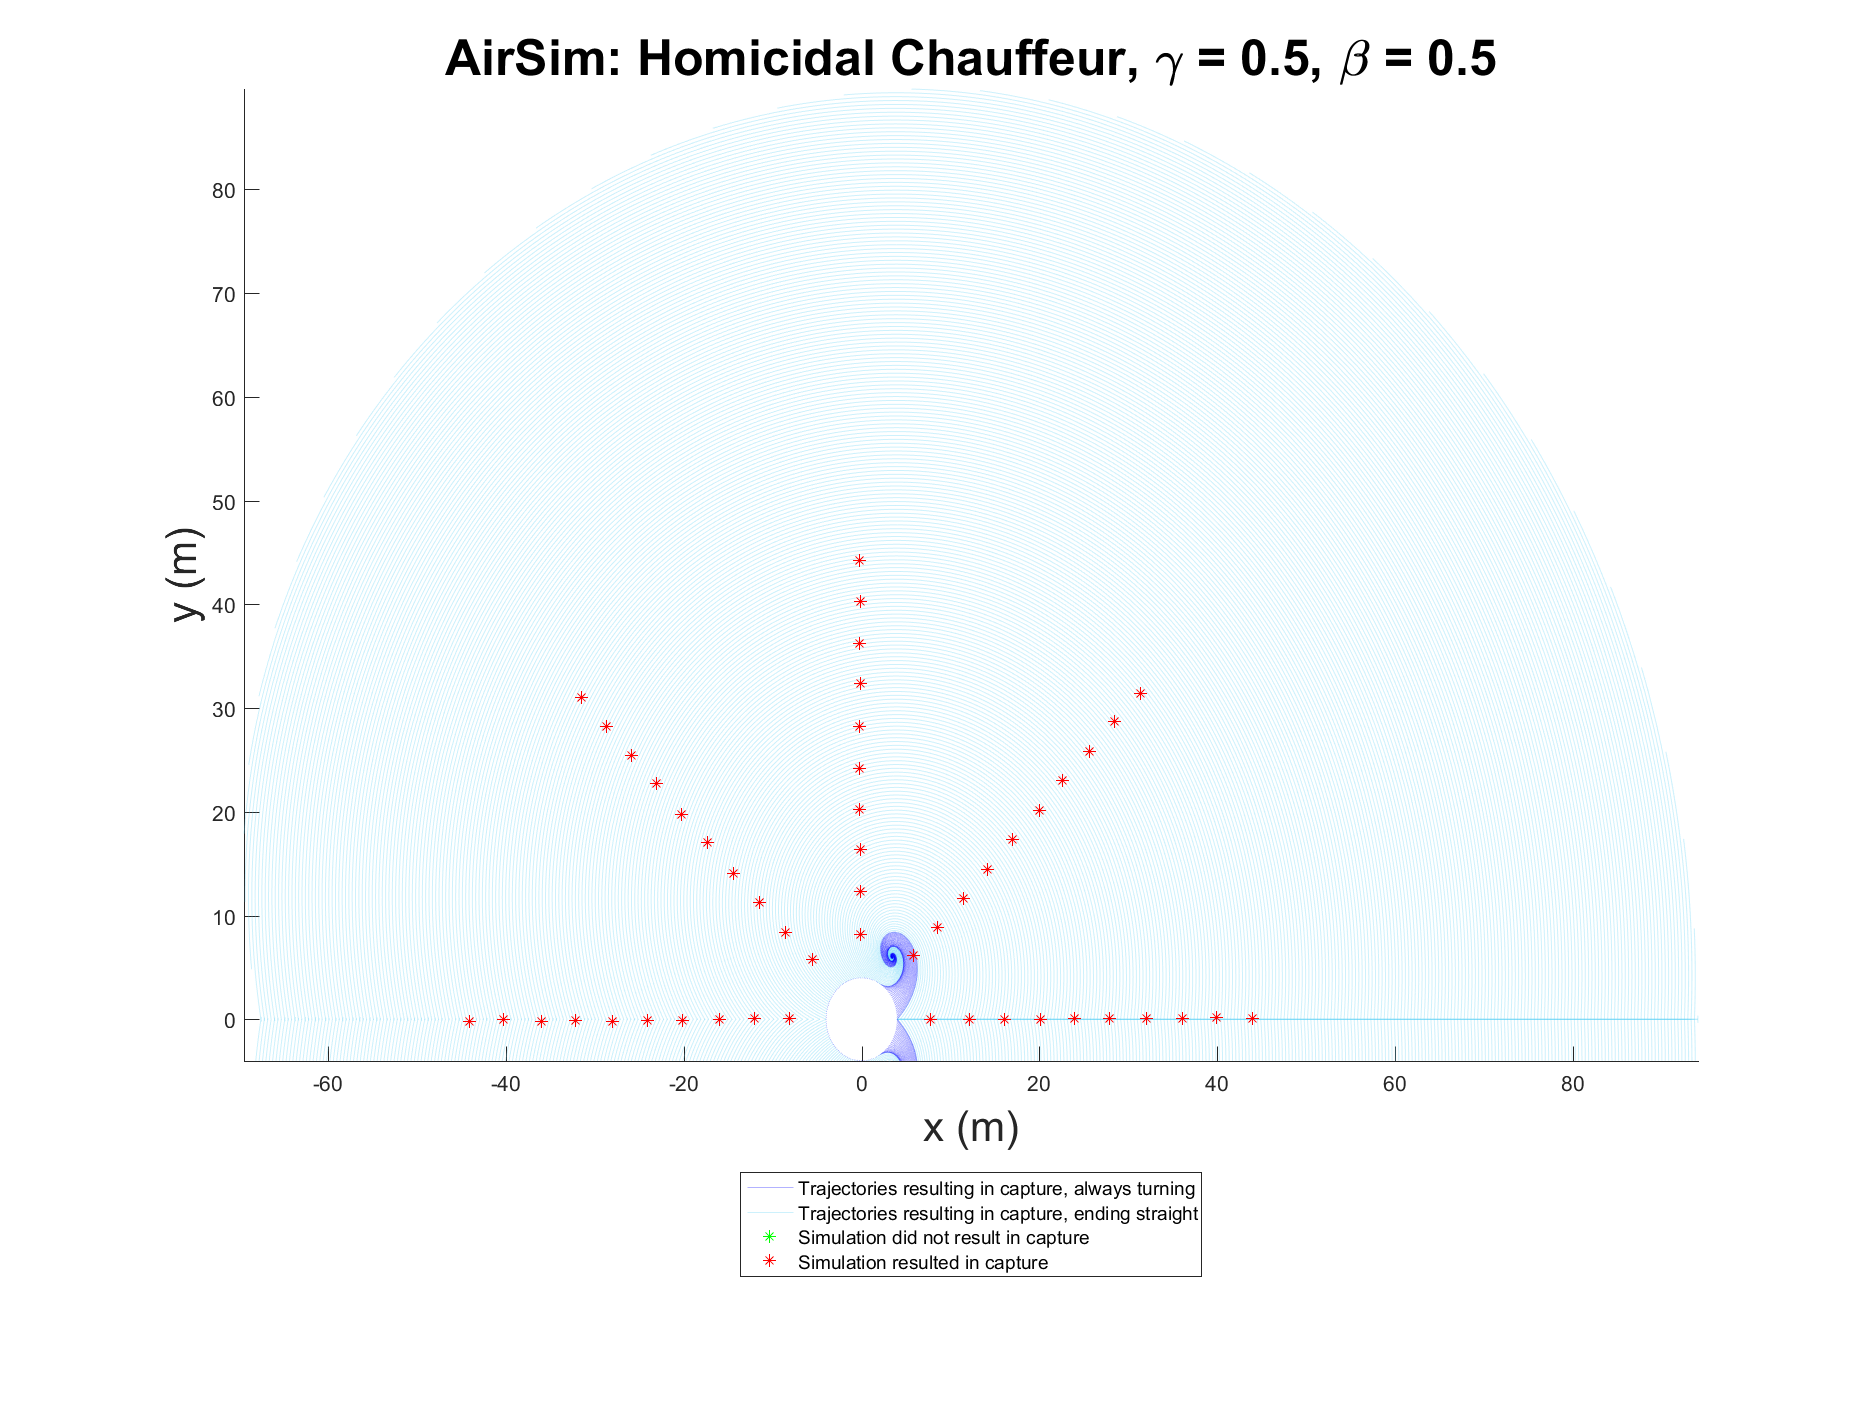 AirSim: Homicidal Chauffeur, γ = 0.5, β = 0.5
80
70
60
50
40
30
20
10
0
y (m)
-60 -40 -20 0 20 40 60 80
x (m)
Trajectories resulting in capture, always turning
Trajectories resulting in capture, ending straight
Simulation did not result in capture
Simulation resulted in capture